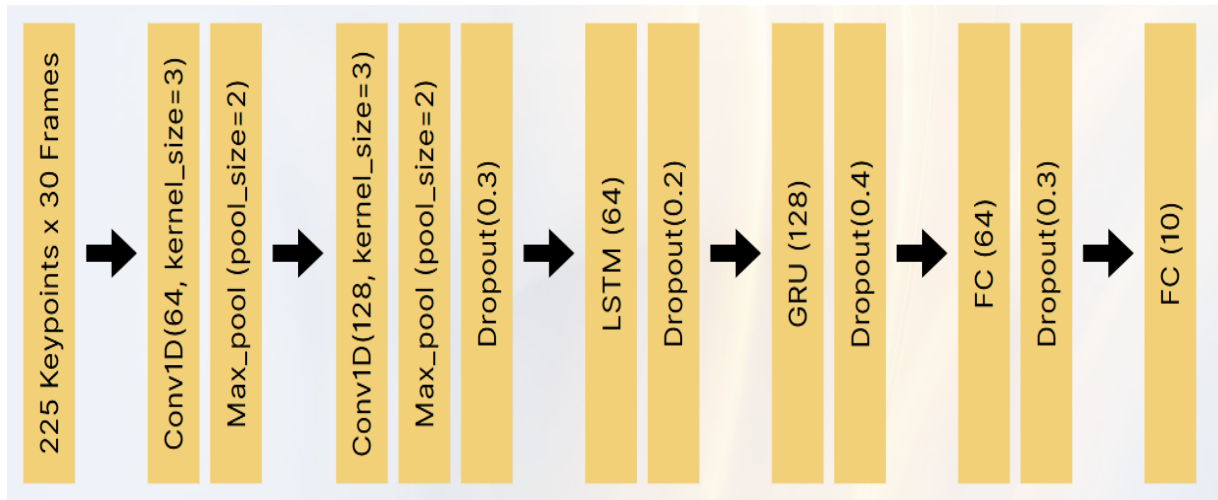 225 Keypoints x 30 Frames
Conv1D(64, kernel_size=3)
Max_pool (pool_size=2)
Conv1D(128, kernel_size=3)
Max_pool (pool_size=2)
Dropout(0.3)
LSTM (64)
Dropout(0.2)
GRU (128)
Dropout(0.4)
FC (64)
Dropout(0.3)
FC (10)